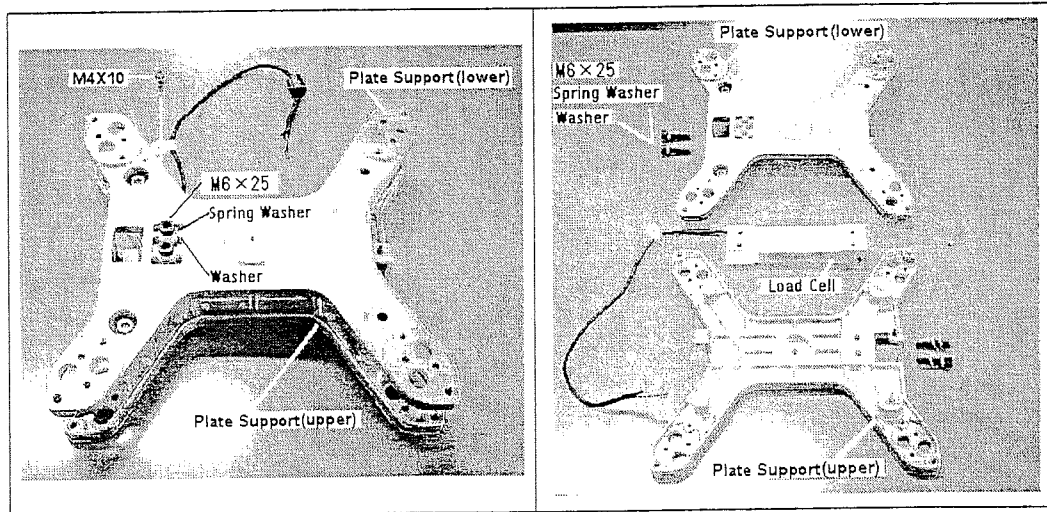 M4X10
Plate Support(lower)
M6×25
Spring Washer
Washer
Plate Support(upper)
Plate Support(lower)
M6×25
Spring Washer
Washer
Load Cell
Plate Support(upper)